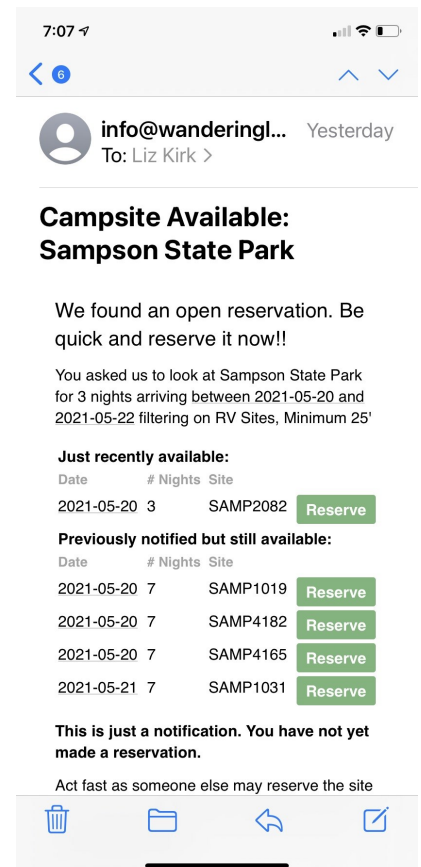 7:07
6
info@wanderingl... Yesterday
To: Liz Kirk >
Campsite Available:
Sampson State Park
We found an open reservation. Be
quick and reserve it now!!
You asked us to look at Sampson State Park
for 3 nights arriving between 2021-05-20 and
2021-05-22 filtering on RV Sites, Minimum 25'
Just recently available:
Date # Nights Site
2021-05-20 3 SAMP2082 Reserve
Previously notified but still available:
Date # Nights Site
2021-05-20 7 SAMP1019 Reserve
2021-05-20 7 SAMP4182 Reserve
2021-05-20 7 SAMP4165 Reserve
2021-05-21 7 SAMP1031 Reserve
This is just a notification. You have not yet
made a reservation.
Act fast as someone else may reserve the site